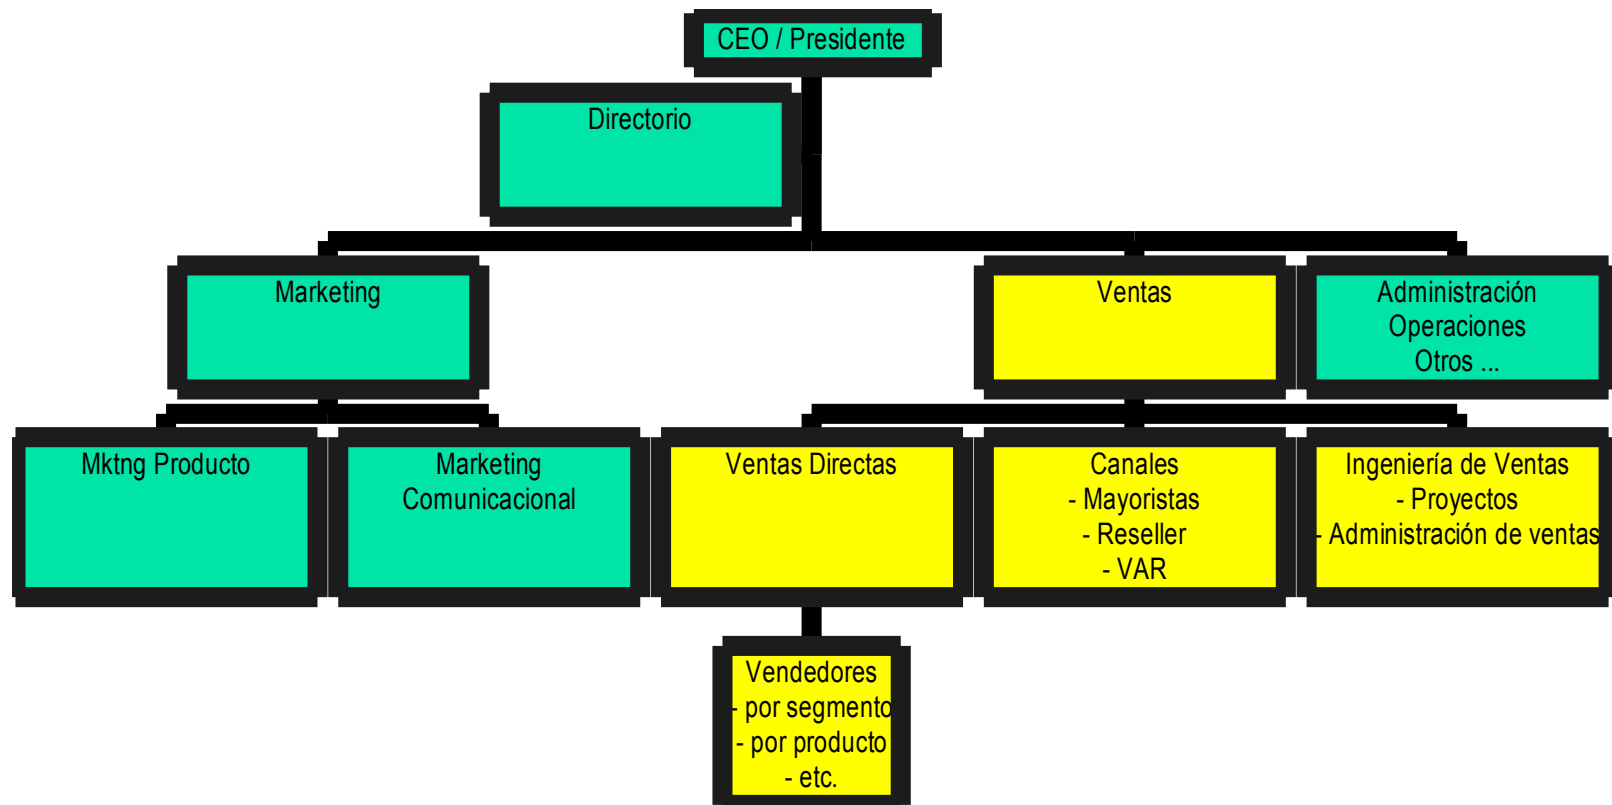 CEO / Presidente
Directorio
Marketing
Ventas
Administración
Operaciones
Otros ...
Mktng Producto
Marketing
Comunicacional
Ventas Directas
Canales
- Mayoristas
- Reseller
- VAR
Ingeniería de Ventas
- Proyectos
- Administración de ventas
Vendedores
- por segmento
- por producto
- etc.